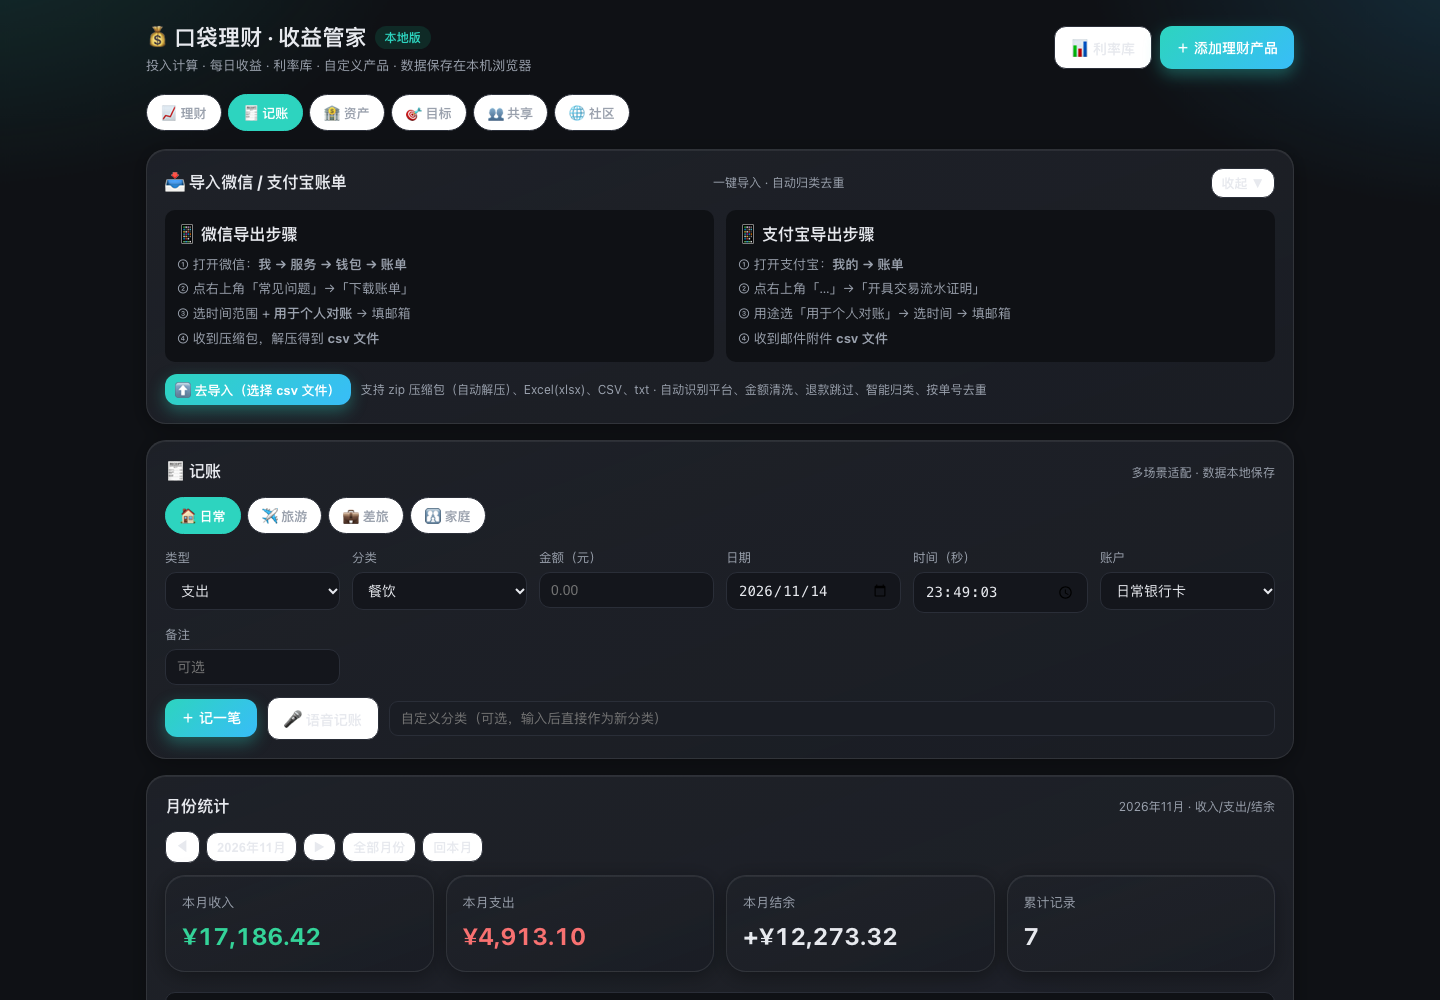 口袋理财 · 收益管家 本地版
投入计算 · 每日收益 · 利率库 · 自定义产品 · 数据保存在本机浏览器
利率库
+ 添加理财产品
理财 记账 资产 目标 共享 社区
导入微信 / 支付宝账单
一键导入 · 自动归类去重
收起 ▼
微信导出步骤
① 打开微信：我 → 服务 → 钱包 → 账单
② 点右上角「常见问题」→「下载账单」
③ 选时间范围 + 用于个人对账 → 填邮箱
④ 收到压缩包，解压得到 csv 文件
支付宝导出步骤
① 打开支付宝：我的 → 账单
② 点右上角「...」→「开具交易流水证明」
③ 用途选「用于个人对账」→ 选时间 → 填邮箱
④ 收到邮件附件 csv 文件
去导入（选择 csv 文件）
支持 zip 压缩包（自动解压）、Excel(xlsx)、CSV、txt · 自动识别平台、金额清洗、退款跳过、智能归类、按单号去重
记账
多场景适配 · 数据本地保存
日常 旅游 差旅 家庭
类型 分类 金额（元） 日期 时间（秒） 账户
支出 餐饮 0.00 2026/11/14 23:49:03 日常银行卡
备注
可选
+ 记一笔 语音记账 自定义分类（可选，输入后直接作为新分类）
月份统计
2026年11月 · 收入/支出/结余
◀ 2026年11月 ▶ 全部月份 回本月
本月收入 本月支出 本月结余 累计记录
¥17,186.42 ¥4,913.10 +¥12,273.32 7